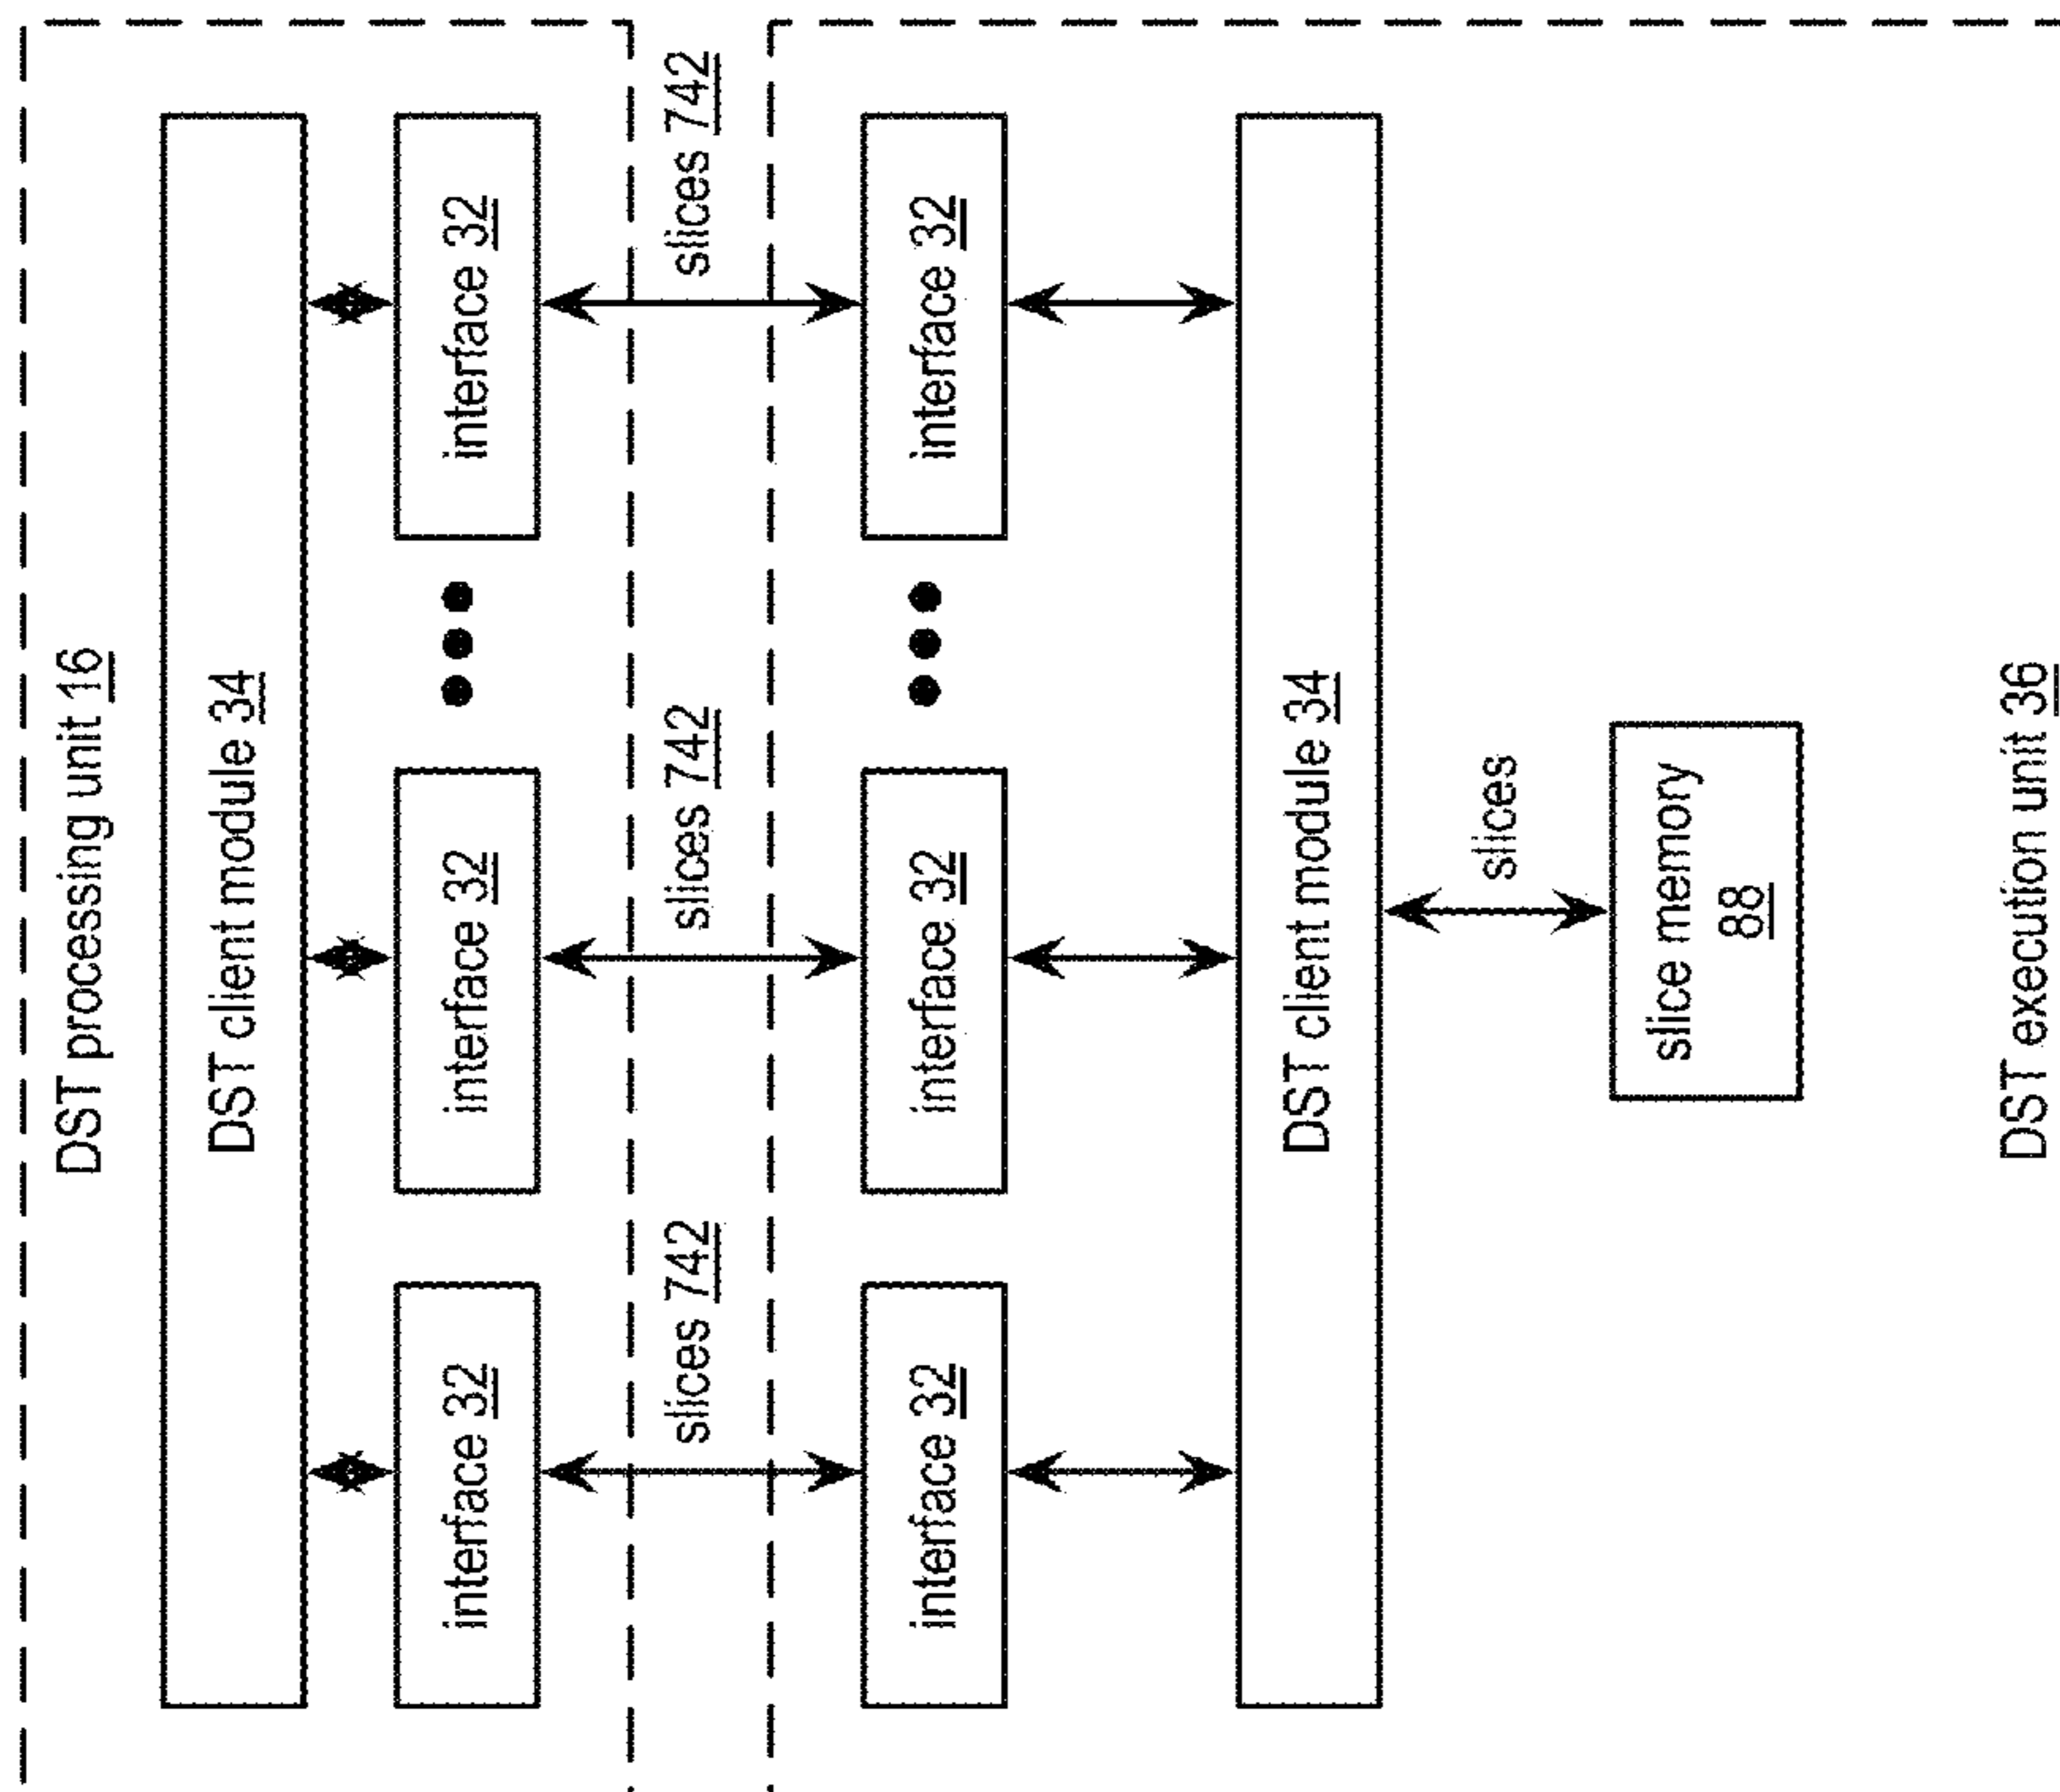 DST processing unit 16
DST client module 34
interface 32
interface 32
interface 32
slices 742
slices 742
slices 742
interface 32
interface 32
interface 32
DST client module 34
slices
slice memory
88
DST execution unit 36